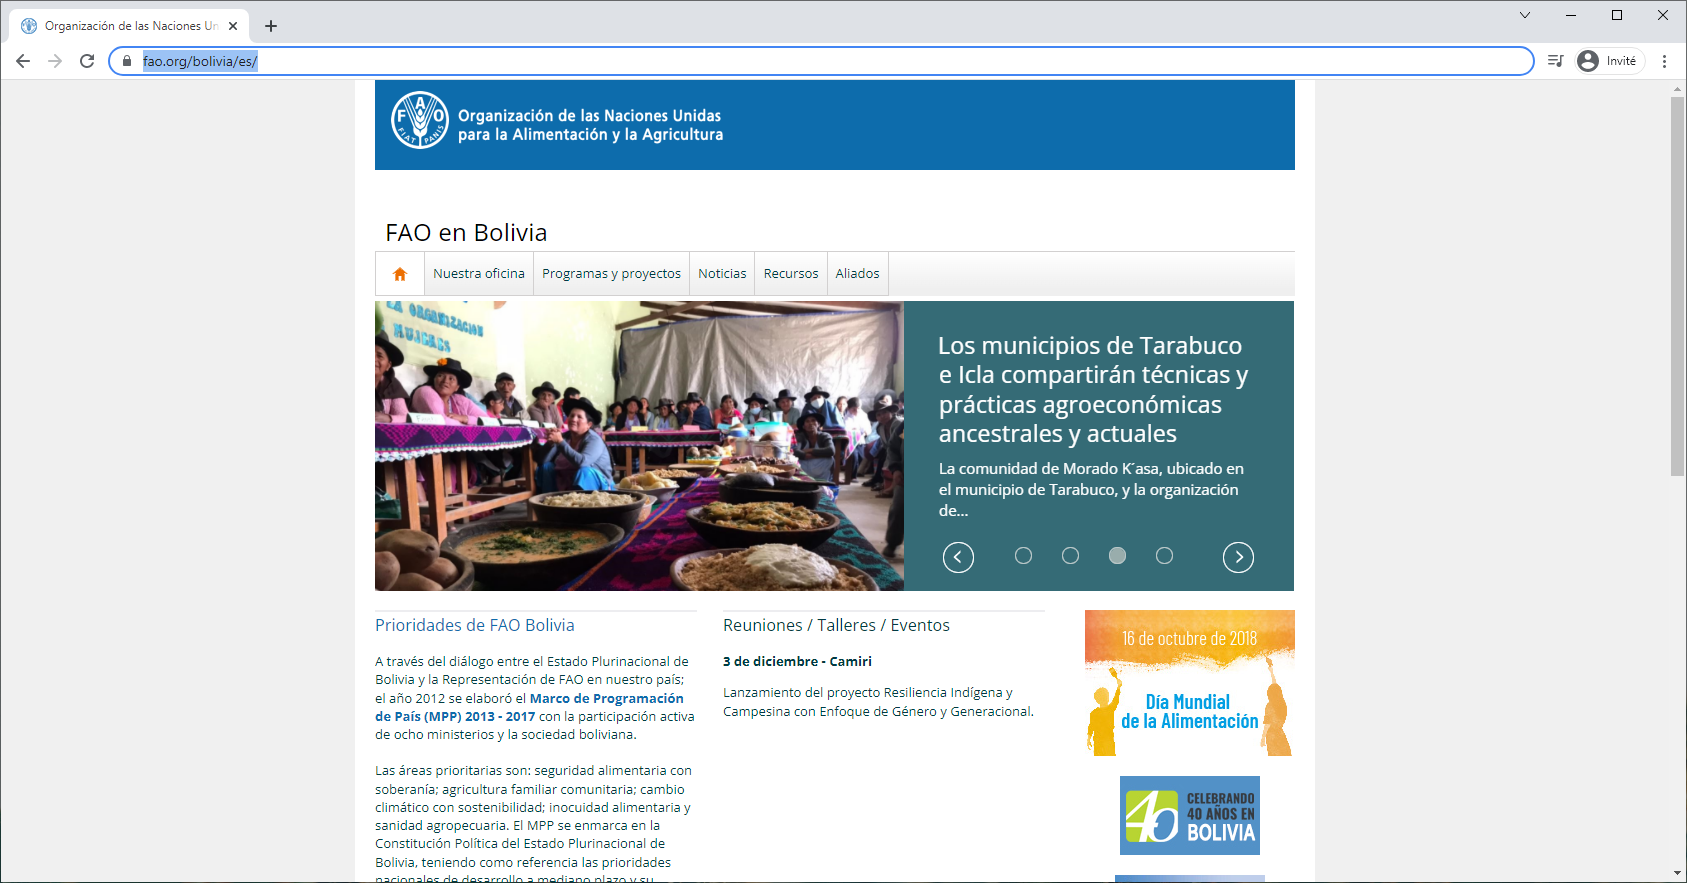 Organización de las Naciones Un
fao.org/bolivia/es/
Invité
FAO
FIAT PANIS
Organización de las Naciones Unidas
para la Alimentación y la Agricultura
FAO en Bolivia
Nuestra oficina
Programas y proyectos
Noticias
Recursos
Aliados
LA ORGANIZACION
MUJERES
Los municipios de Tarabuco
e Icla compartirán técnicas y
prácticas agroeconómicas
ancestrales y actuales
La comunidad de Morado K´asa, ubicado en
el municipio de Tarabuco, y la organización
de...
Prioridades de FAO Bolivia
A través del diálogo entre el Estado Plurinacional de
Bolivia y la Representación de FAO en nuestro país;
el año 2012 se elaboró el Marco de Programación
de País (MPP) 2013 - 2017 con la participación activa
de ocho ministerios y la sociedad boliviana.
Las áreas prioritarias son: seguridad alimentaria con
soberanía; agricultura familiar comunitaria; cambio
climático con sostenibilidad; inocuidad alimentaria y
sanidad agropecuaria. El MPP se enmarca en la
Constitución Política del Estado Plurinacional de
Bolivia, teniendo como referencia las prioridades
nacionales de desarrollo a mediano plazo y su
Reuniones / Talleres / Eventos
3 de diciembre - Camiri
Lanzamiento del proyecto Resiliencia Indígena y
Campesina con Enfoque de Género y Generacional.
16 de octubre de 2018
Día Mundial
de la Alimentación
40
CELEBRANDO
40 AÑOS EN
BOLIVIA